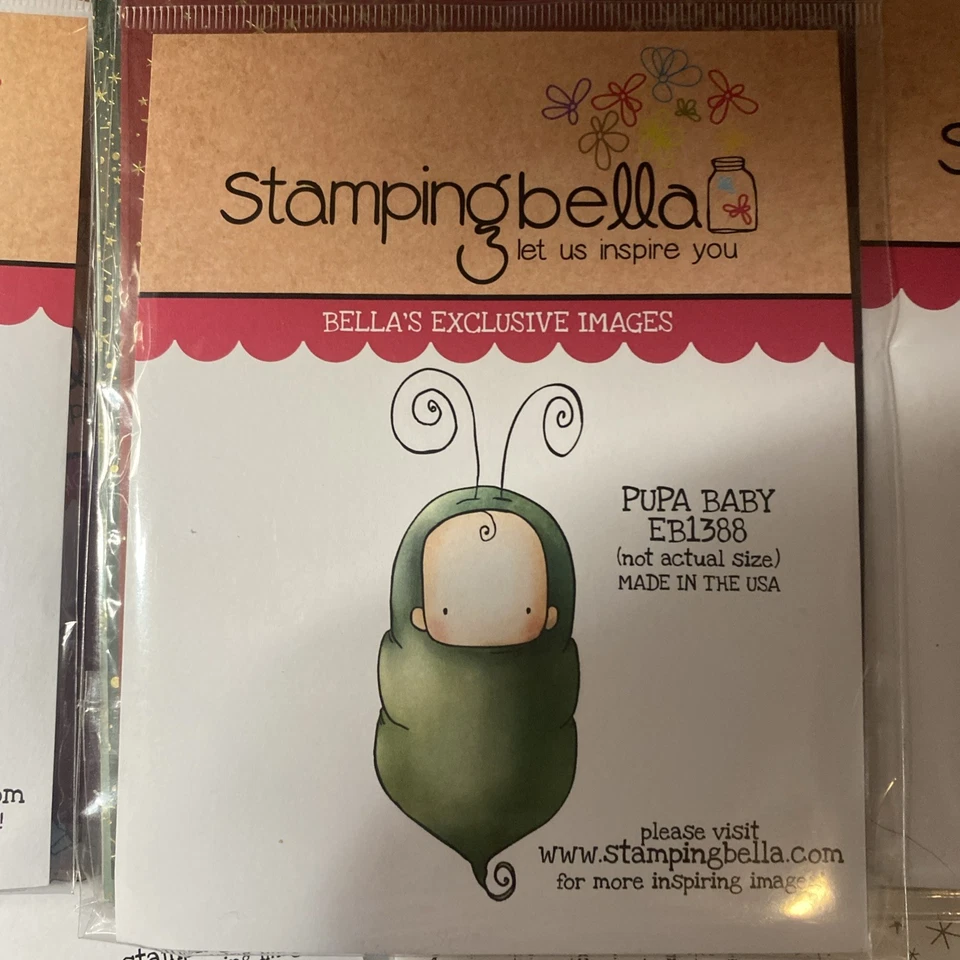 stampingbella
let us inspire you
BELLA'S EXCLUSIVE IMAGES
PUPA BABY
EB1388
(not actual size)
MADE IN THE USA
please visit
www.stampingbella.com
for more inspiring images
om
!
S